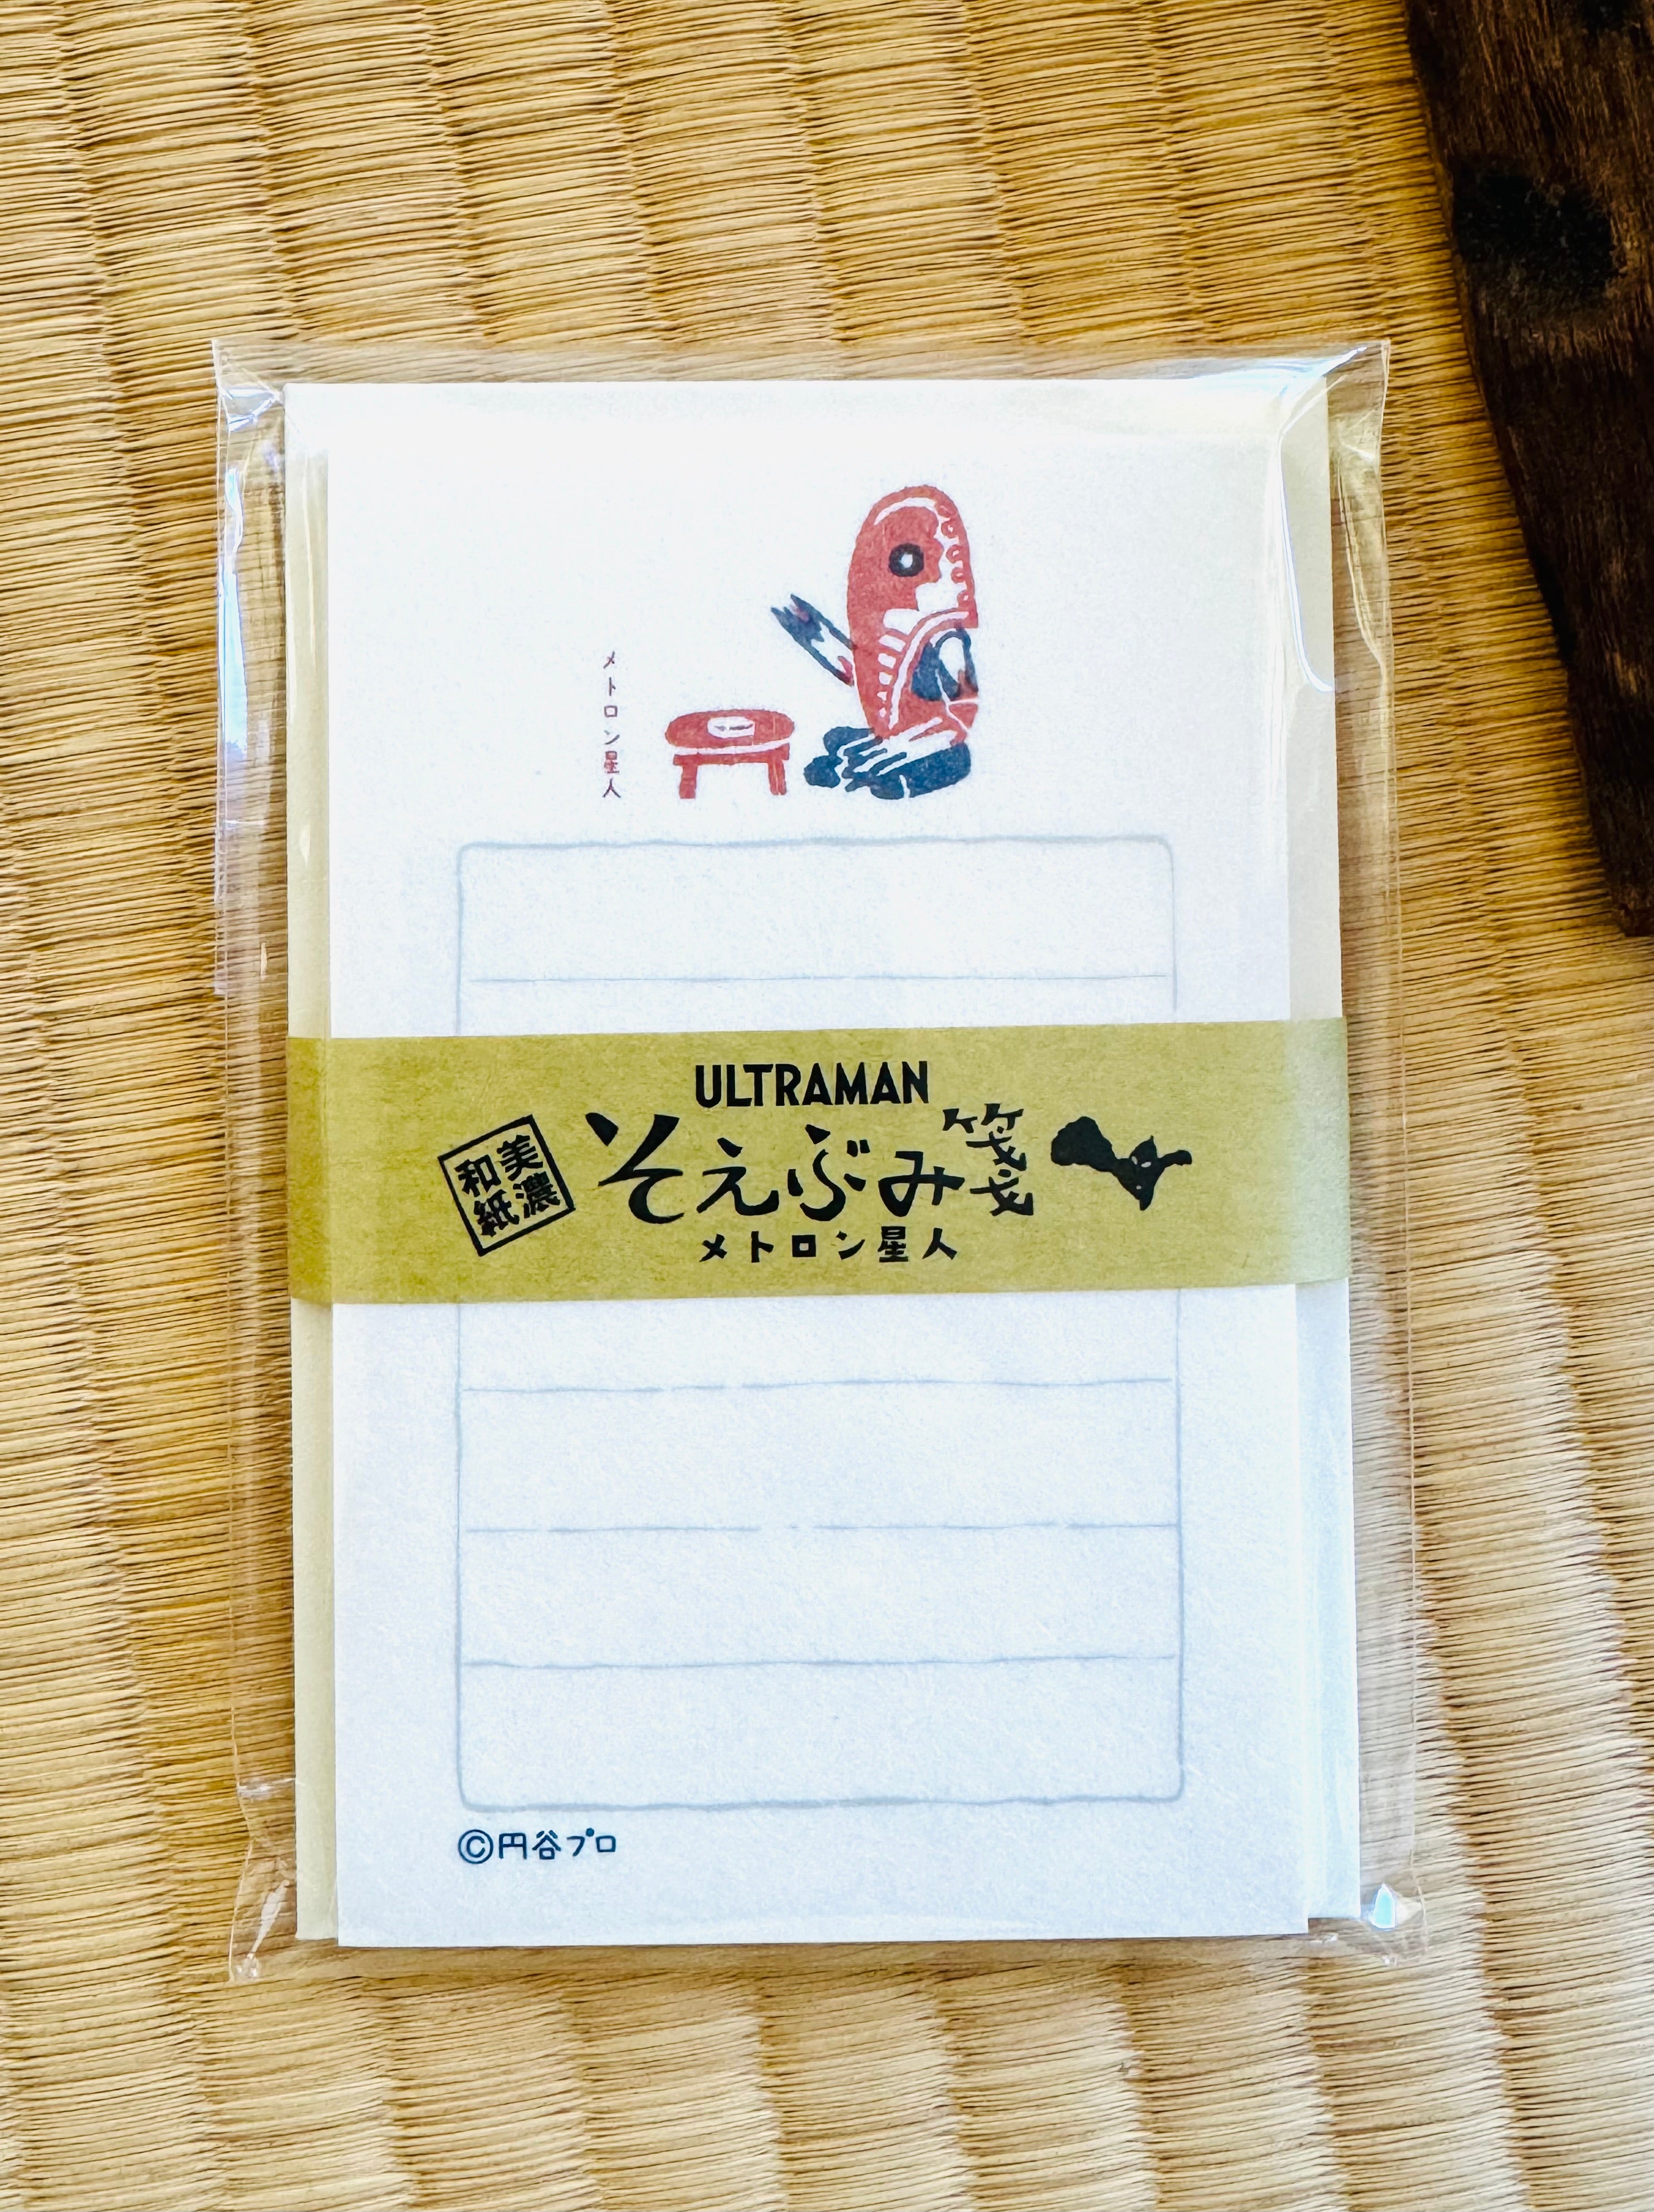 メトロン星人
ULTRAMAN
美濃
和紙
そえぶみ箋
メトロン星人
©円谷プロ